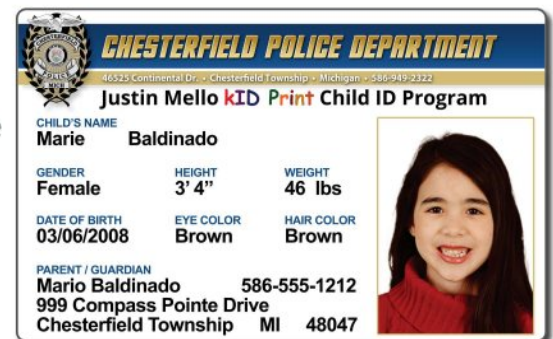 CHESTERFIELD POLICE DEPARTMENT
46525 Continental Dr. • Chesterfield Township • Michigan • 586-949-2322
Justin Mello kID Print Child ID Program
CHILD'S NAME
Marie Baldinado
GENDER HEIGHT WEIGHT
Female 3' 4” 46 lbs
DATE OF BIRTH EYE COLOR HAIR COLOR
03/06/2008 Brown Brown
PARENT / GUARDIAN
Mario Baldinado 586-555-1212
999 Compass Pointe Drive
Chesterfield Township MI 48047